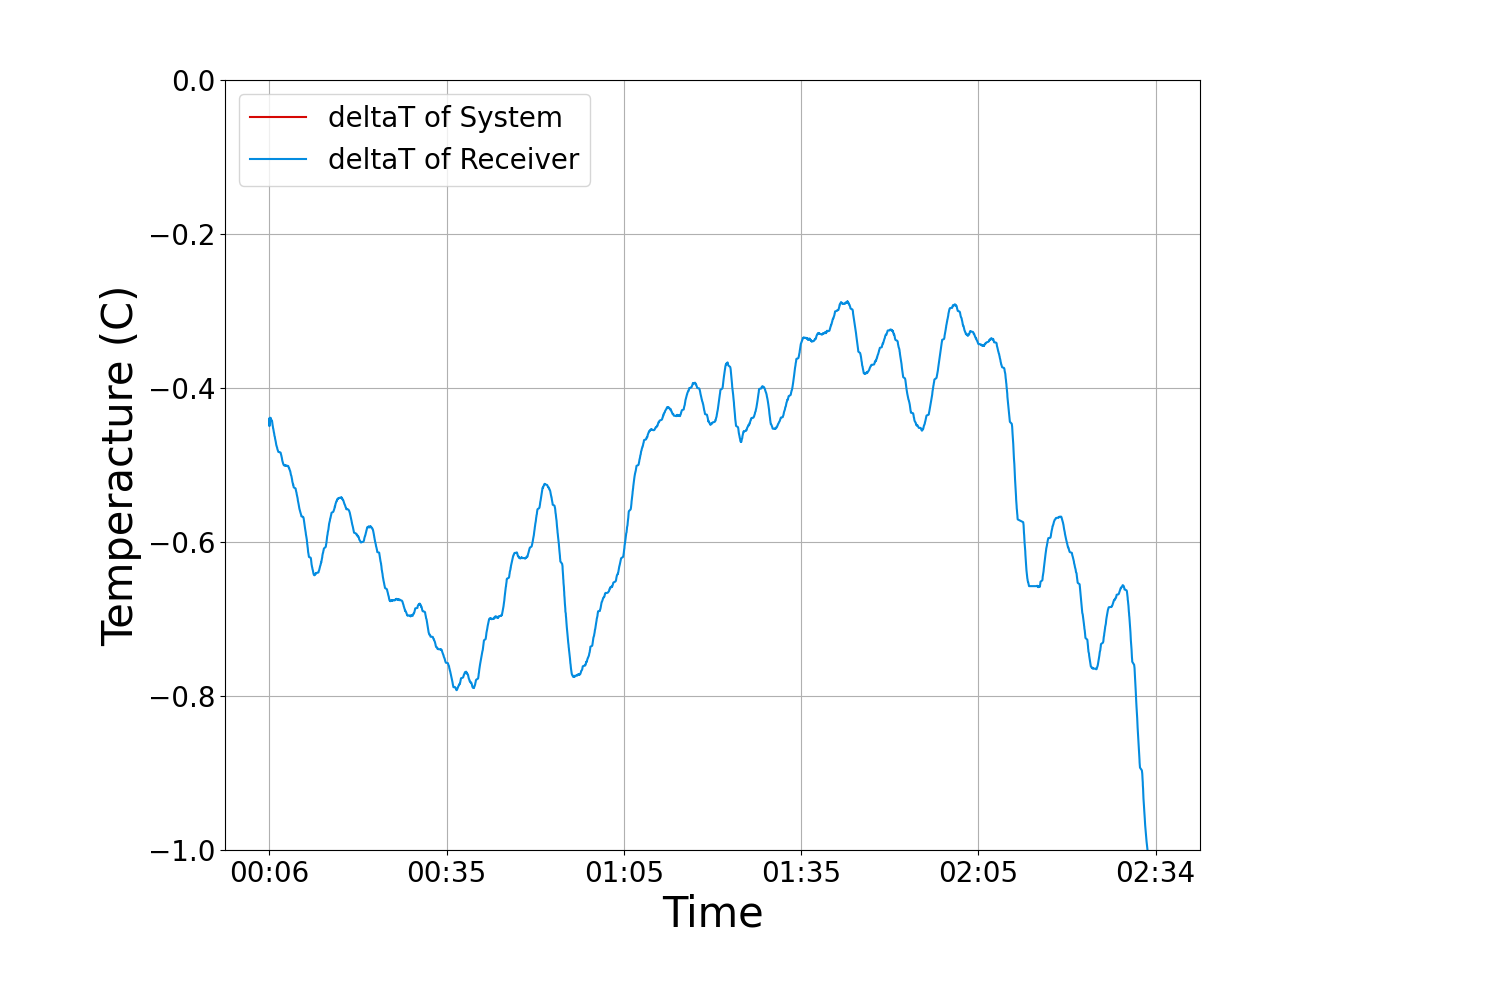 deltaT of System
deltaT of Receiver
0.0
−0.2
−0.4
−0.6
−0.8
−1.0
Temperacture (C)
00:06 00:35 01:05 01:35 02:05 02:34
Time